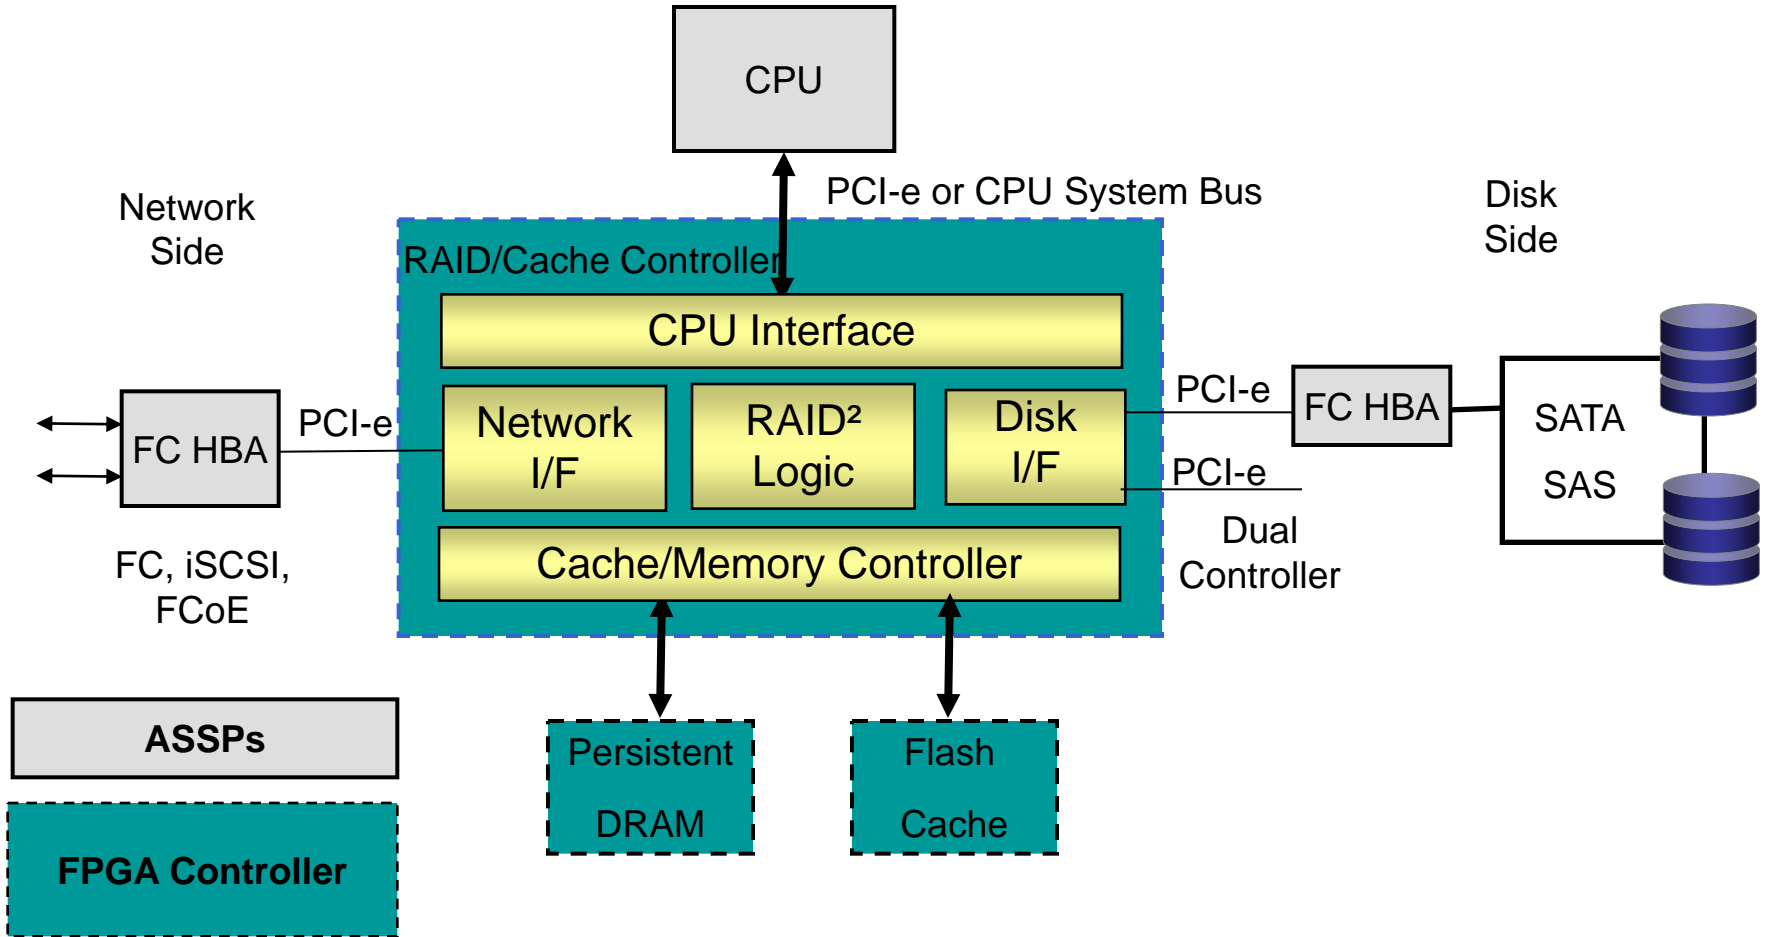 CPU
PCI-e or CPU System Bus
Network
Side
Disk
Side
RAID/Cache Controller
CPU Interface
FC HBA
PCI-e
Network
I/F
RAID²
Logic
Disk
I/F
PCI-e
PCI-e
FC HBA
SATA
SAS
Dual
Controller
FC, iSCSI,
FCoE
Cache/Memory Controller
Persistent
DRAM
Flash
Cache
ASSPs
FPGA Controller